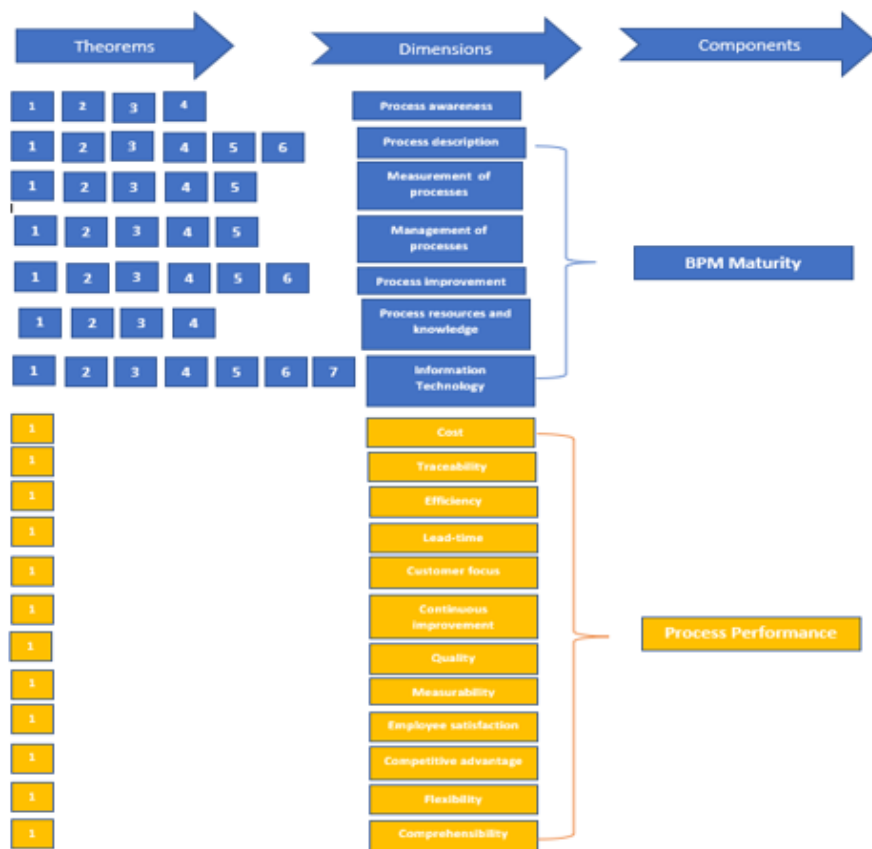 Theorems Dimensions Components
1 2 3 4 Process awareness
1 2 3 4 5 6 Process description
1 2 3 4 5 Measurement of
processes
1 2 3 4 5 Management of
processes
BPM Maturity
1 2 3 4 5 6 Process improvement
1 2 3 4 Process resources and
knowledge
1 2 3 4 5 6 7 Information
Technology
1 Cost
1 Traceability
1 Efficiency
1 Lead-time
1 Customer focus
1 Continuous
improvement
Process Performance
1 Quality
1 Measurability
1 Employee satisfaction
1 Competitive advantage
1 Flexibility
1 Comprehensibility